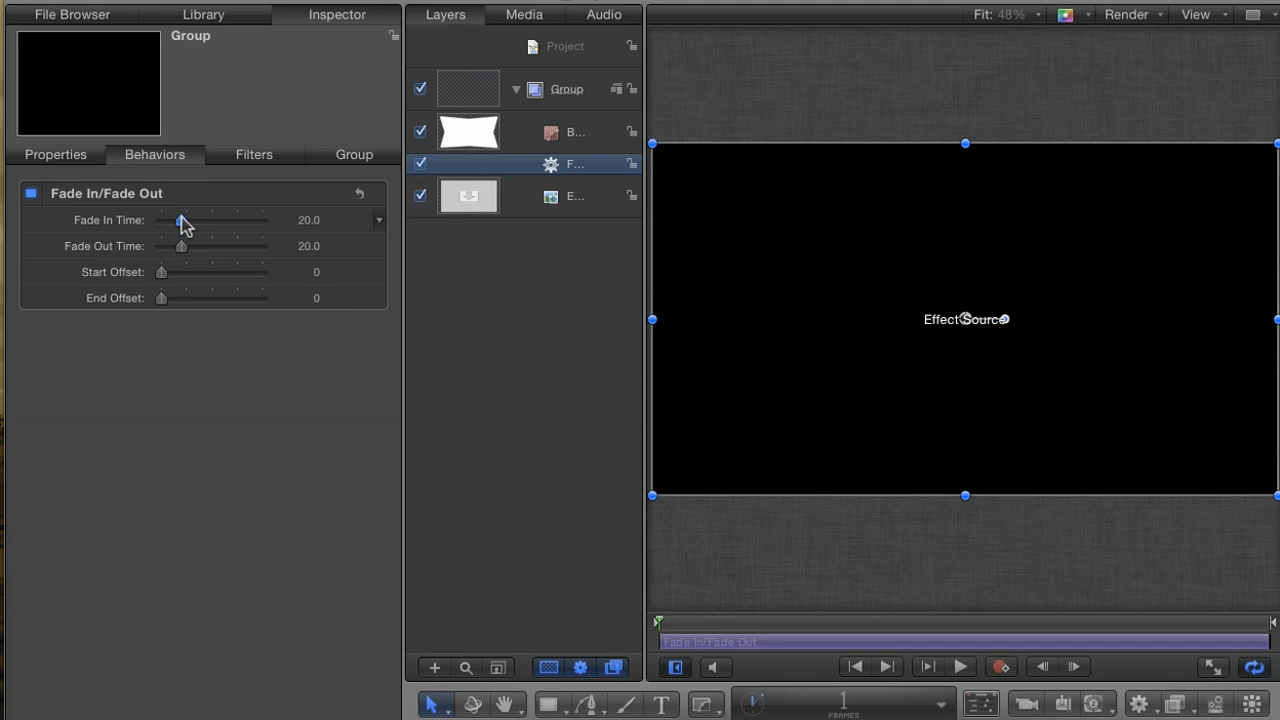 File Browser Library Inspector
Group
Properties Behaviors Filters Group
Fade In/Fade Out
Fade In Time: 20.0
Fade Out Time: 20.0
Start Offset: 0
End Offset: 0
Layers Media Audio
Project
Group
B...
F...
E...
Fit: 48% Render View
Effect Source
Fade In/Fade Out
T
1
FRAMES